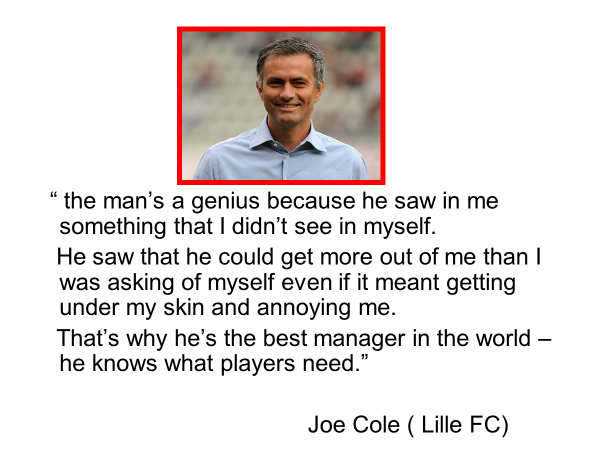 “ the man’s a genius because he saw in me
something that I didn’t see in myself.
He saw that he could get more out of me than I
was asking of myself even if it meant getting
under my skin and annoying me.
That’s why he’s the best manager in the world –
he knows what players need.”
Joe Cole ( Lille FC)